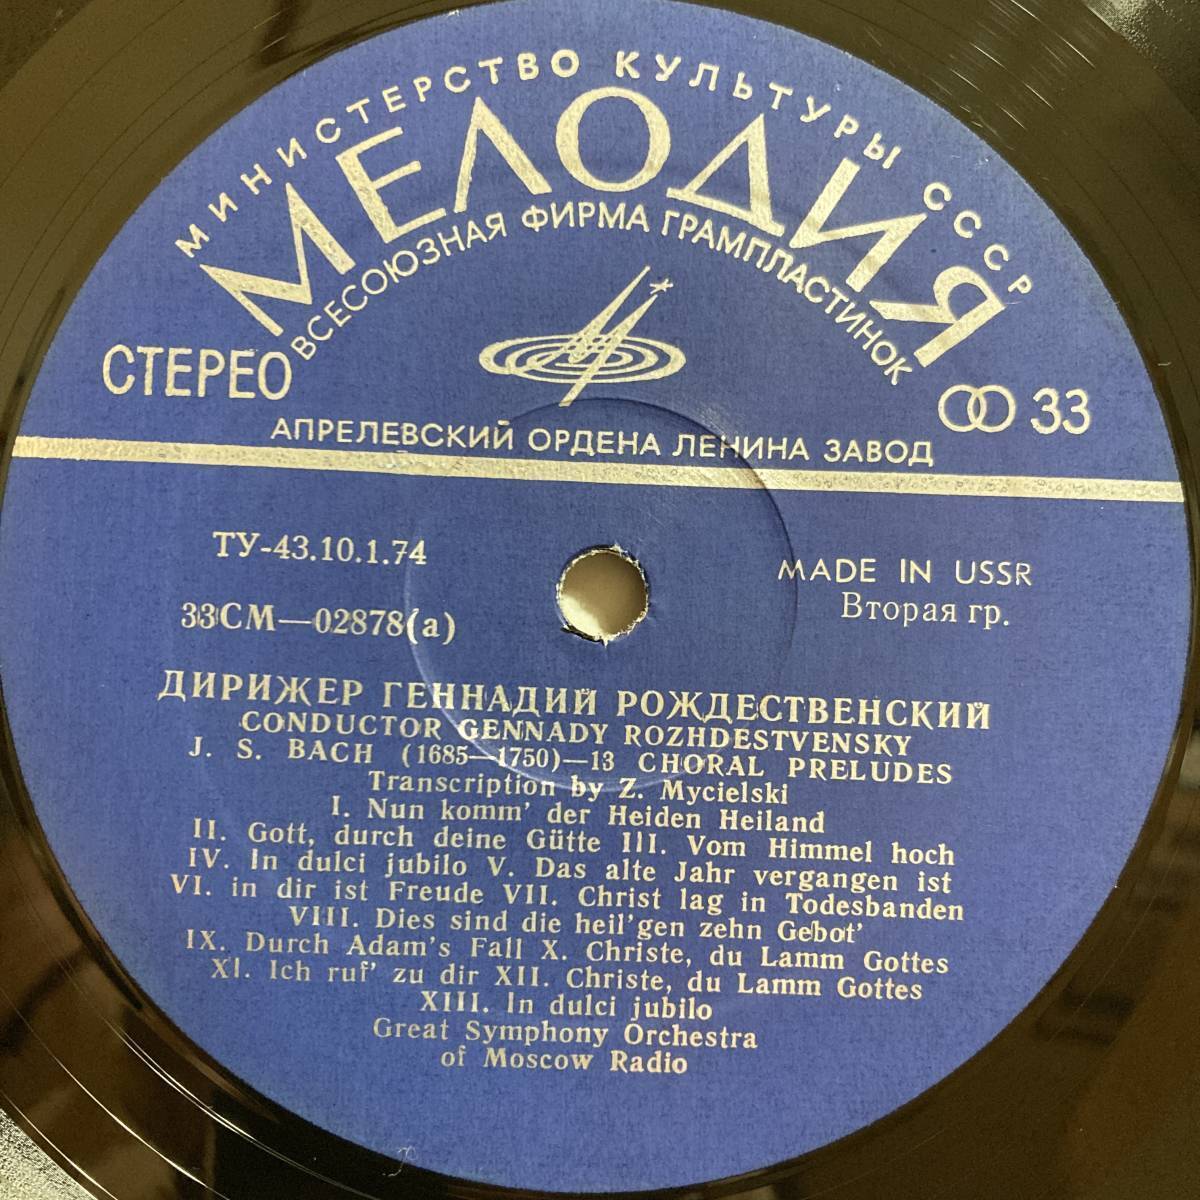 МИНИСТЕРСТВО КУЛЬТУРЫ СССР
МЕЛОДИЯ
ВСЕСОЮЗНАЯ ФИРМА ГРАМПЛАСТИНОК
СТЕРЕО
33
АПРЕЛЕВСКИЙ ОРДЕНА ЛЕНИНА ЗАВОД
ТУ-43.10.1.74
MADE IN USSR
33СМ—02878(a)
Вторая гр.
ДИРИЖЕР ГЕННАДИЙ РОЖДЕСТВЕНСКИЙ
CONDUCTOR GENNADY ROZHDESTVENSKY
J. S. BACH (1685—1750)—13 CHORAL PRELUDES
Transcription by Z. Mycielski
I. Nun komm' der Heiden Heiland
II. Gott, durch deine Gütte III. Vom Himmel hoch
IV. In dulci jubilo V. Das alte Jahr vergangen ist
VI. in dir ist Freude VII. Christ lag in Todesbanden
VIII. Dies sind die heil'gen zehn Gebot'
IX. Durch Adam's Fall X. Christe, du Lamm Gottes
XI. Ich ruf' zu dir XII. Christe, du Lamm Gottes
XIII. In dulci jubilo
Great Symphony Orchestra
of Moscow Radio